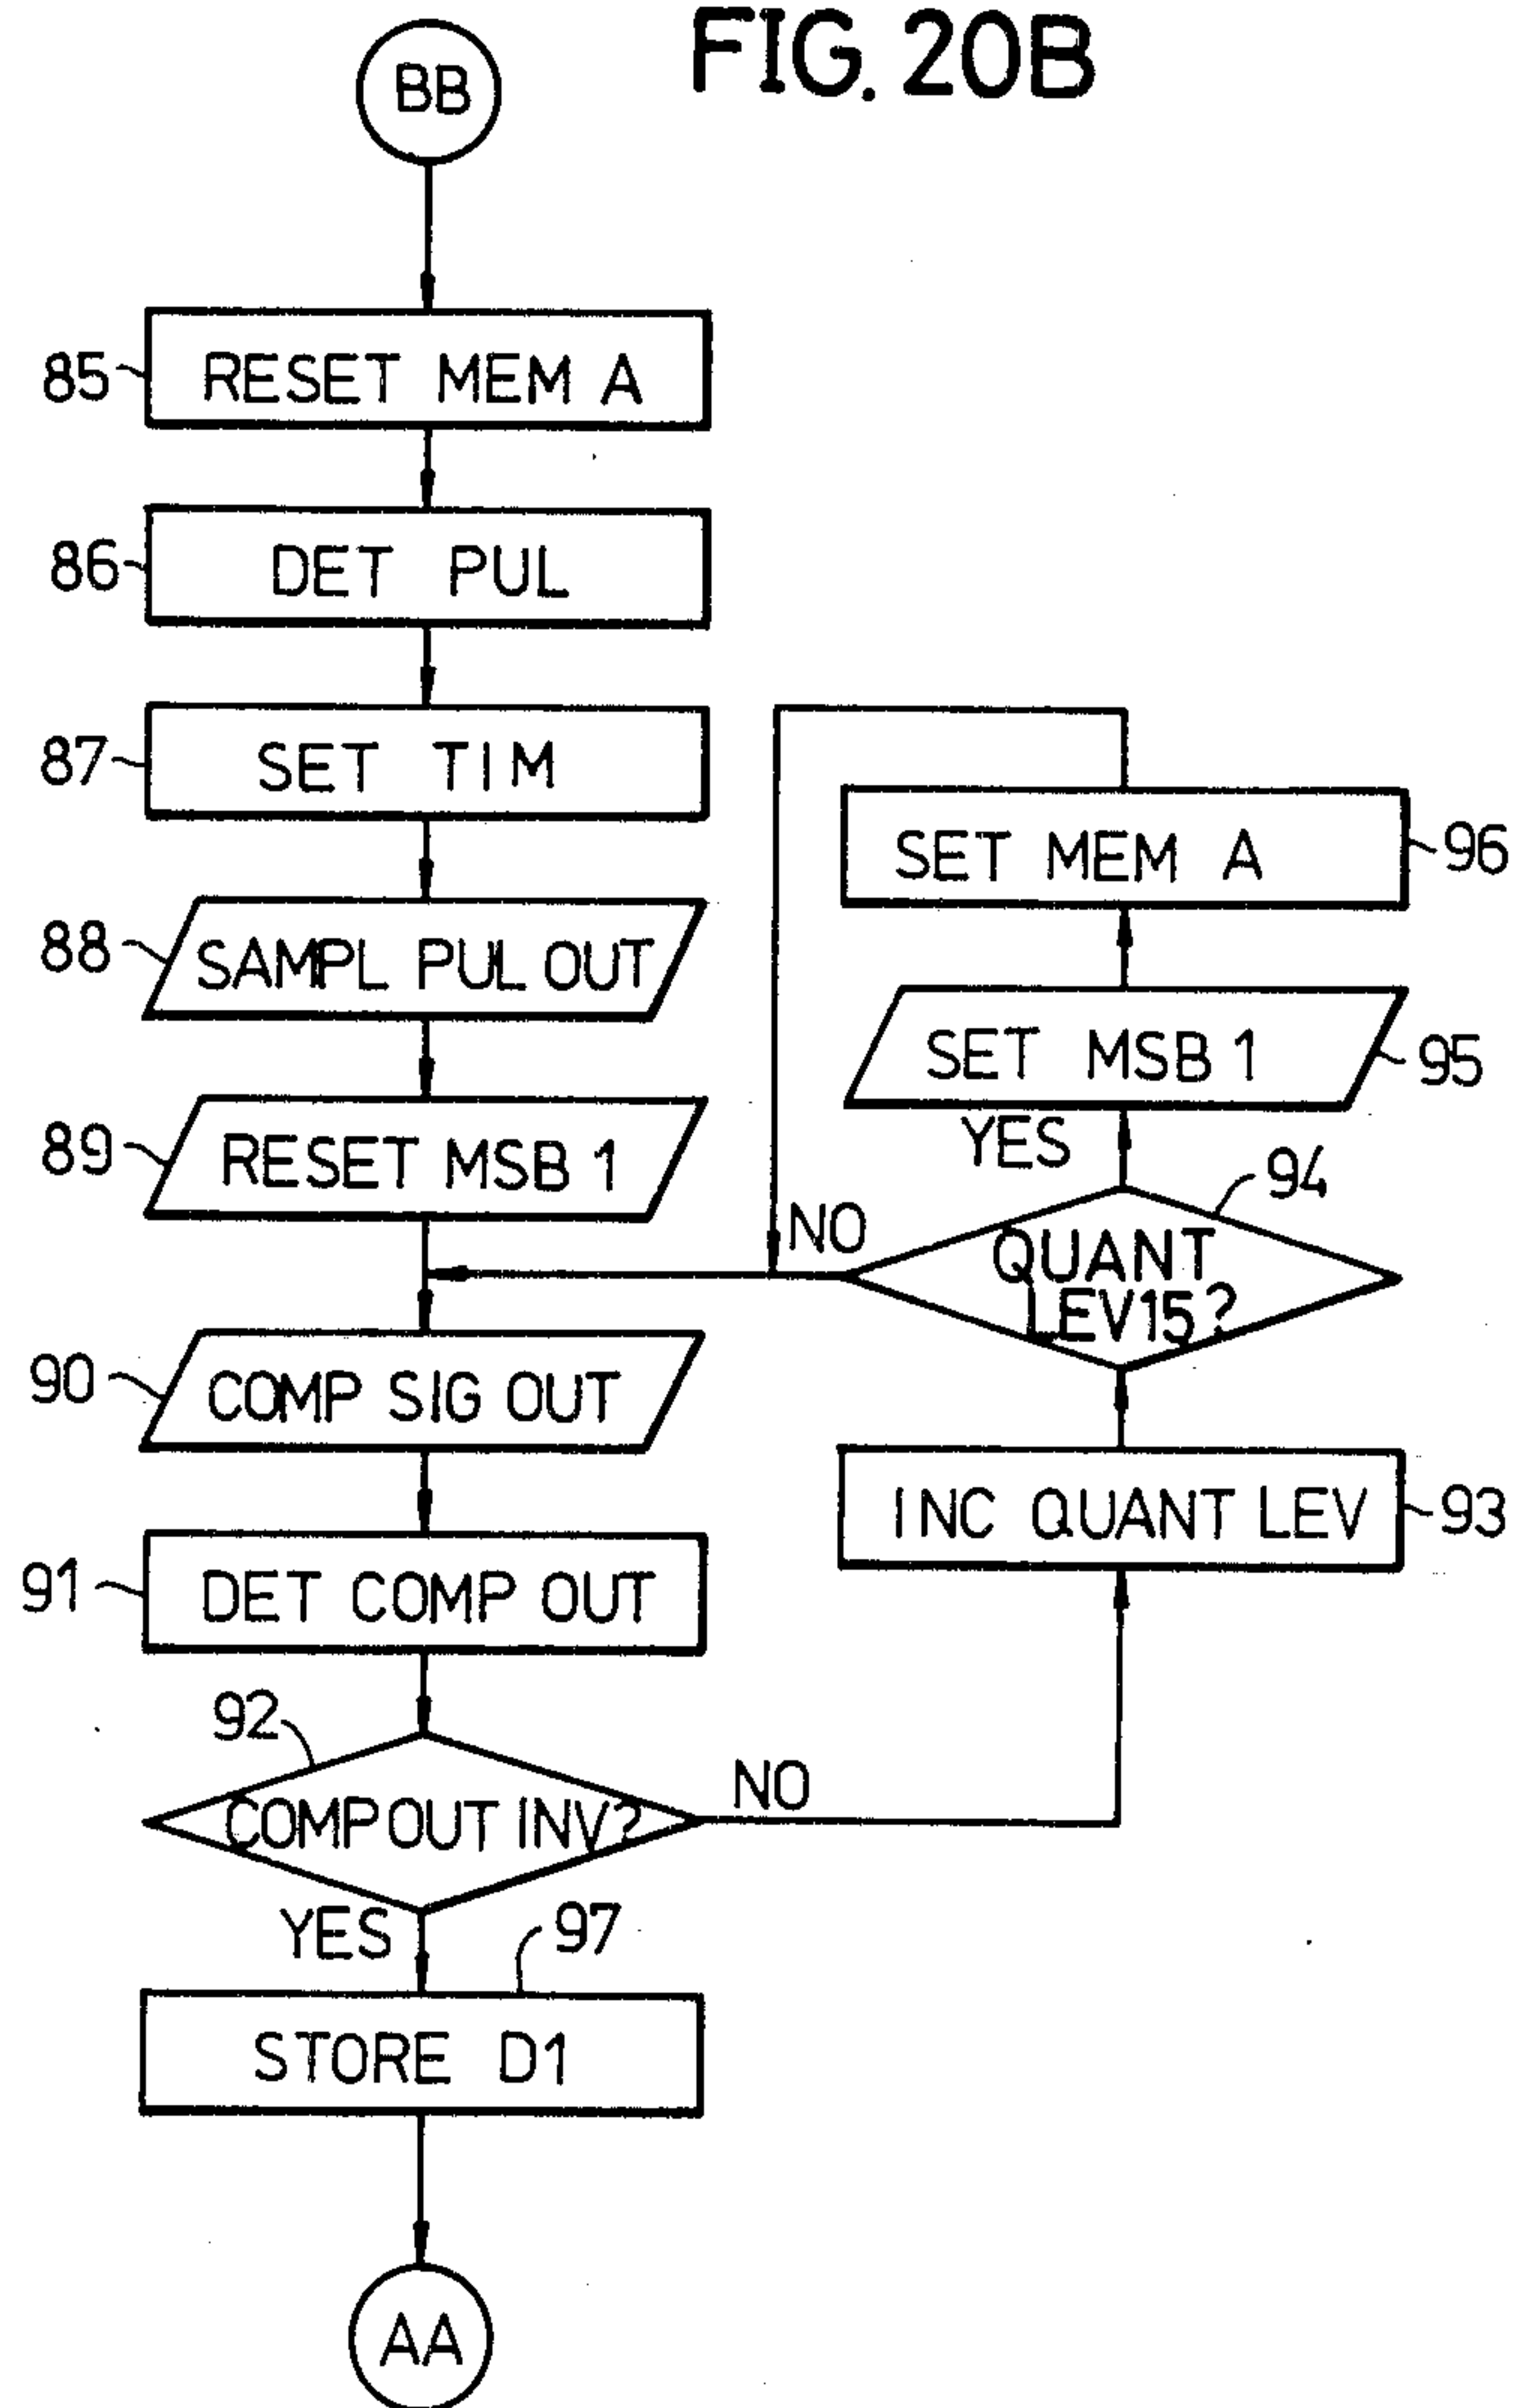 FIG. 20B
BB
85
RESET MEM A
86
DET PUL
87
SET TIM
88
SAMPL PUL OUT
89
RESET MSB 1
90
COMP SIG OUT
91
DET COMP OUT
92
COMP OUT INV?
NO
YES
97
STORE D1
AA
SET MEM A
96
SET MSB 1
95
YES
94
NO
QUANT
LEV15?
INC QUANT LEV
93